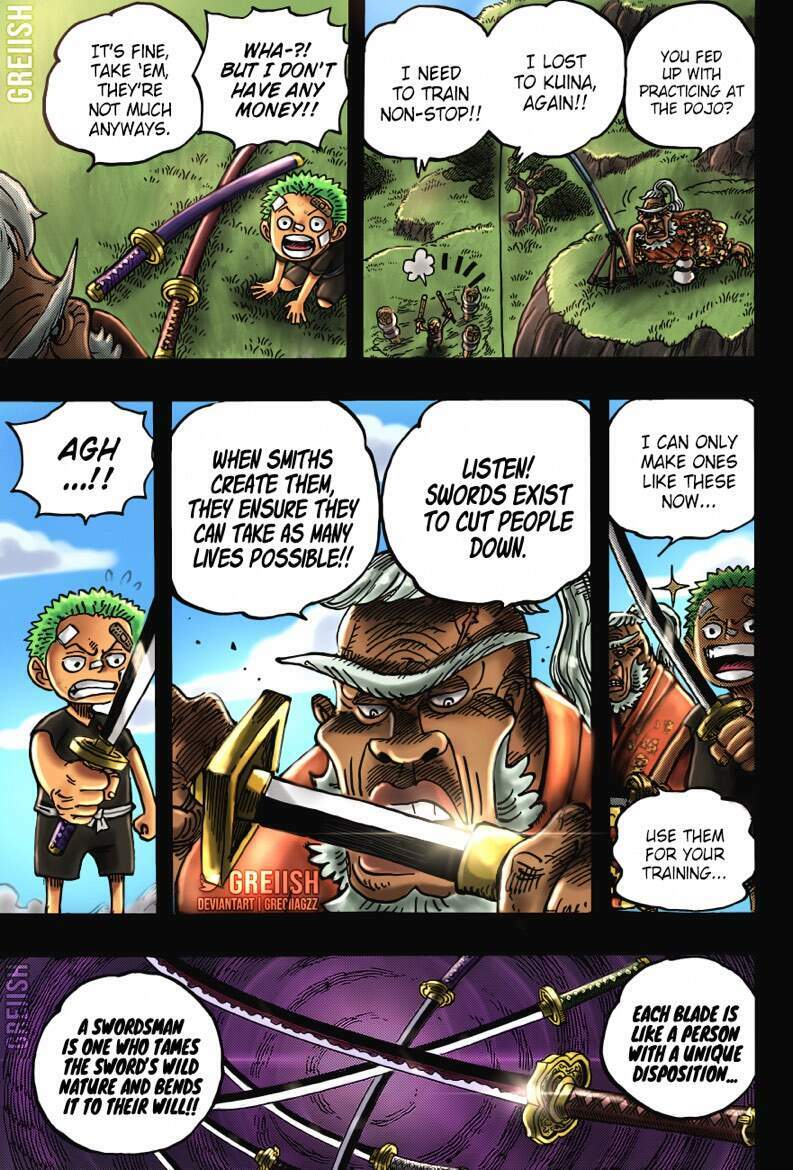 YOU FED
UP WITH
PRACTICING AT
THE DOJO?
I LOST
TO KUINA,
AGAIN!!
I NEED
TO TRAIN
NON-STOP!!
WHA-?!
BUT I DON'T
HAVE ANY
MONEY!!
IT'S FINE,
TAKE 'EM,
THEY'RE
NOT MUCH
ANYWAYS.
GREIISH
I CAN ONLY
MAKE ONES
LIKE THESE
NOW...
USE THEM
FOR YOUR
TRAINING...
LISTEN!
SWORDS EXIST
TO CUT PEOPLE
DOWN.
WHEN SMITHS
CREATE THEM,
THEY ENSURE THEY
CAN TAKE AS MANY
LIVES POSSIBLE!!
GREIISH
DEVIANTART | GRECIIAGZZ
AGH
...!!
EACH BLADE IS
LIKE A PERSON
WITH A UNIQUE
DISPOSITION...
A SWORDSMAN
IS ONE WHO TAMES
THE SWORD'S WILD
NATURE AND BENDS
IT TO THEIR WILL!!
GREIISH